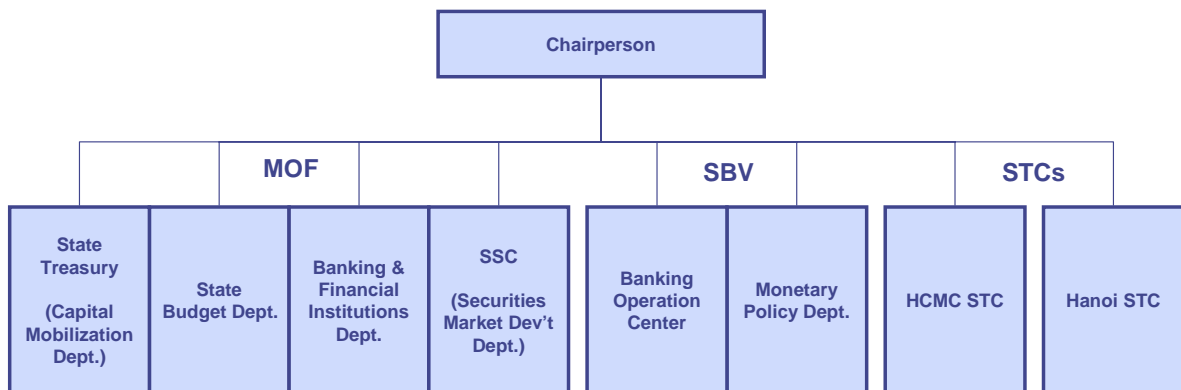 Chairperson
MOF
SBV
STCs
State
Treasury
(Capital
Mobilization
Dept.)
State
Budget Dept.
Banking &
Financial
Institutions
Dept.
SSC
(Securities
Market Dev't
Dept.)
Banking
Operation
Center
Monetary
Policy Dept.
HCMC STC
Hanoi STC